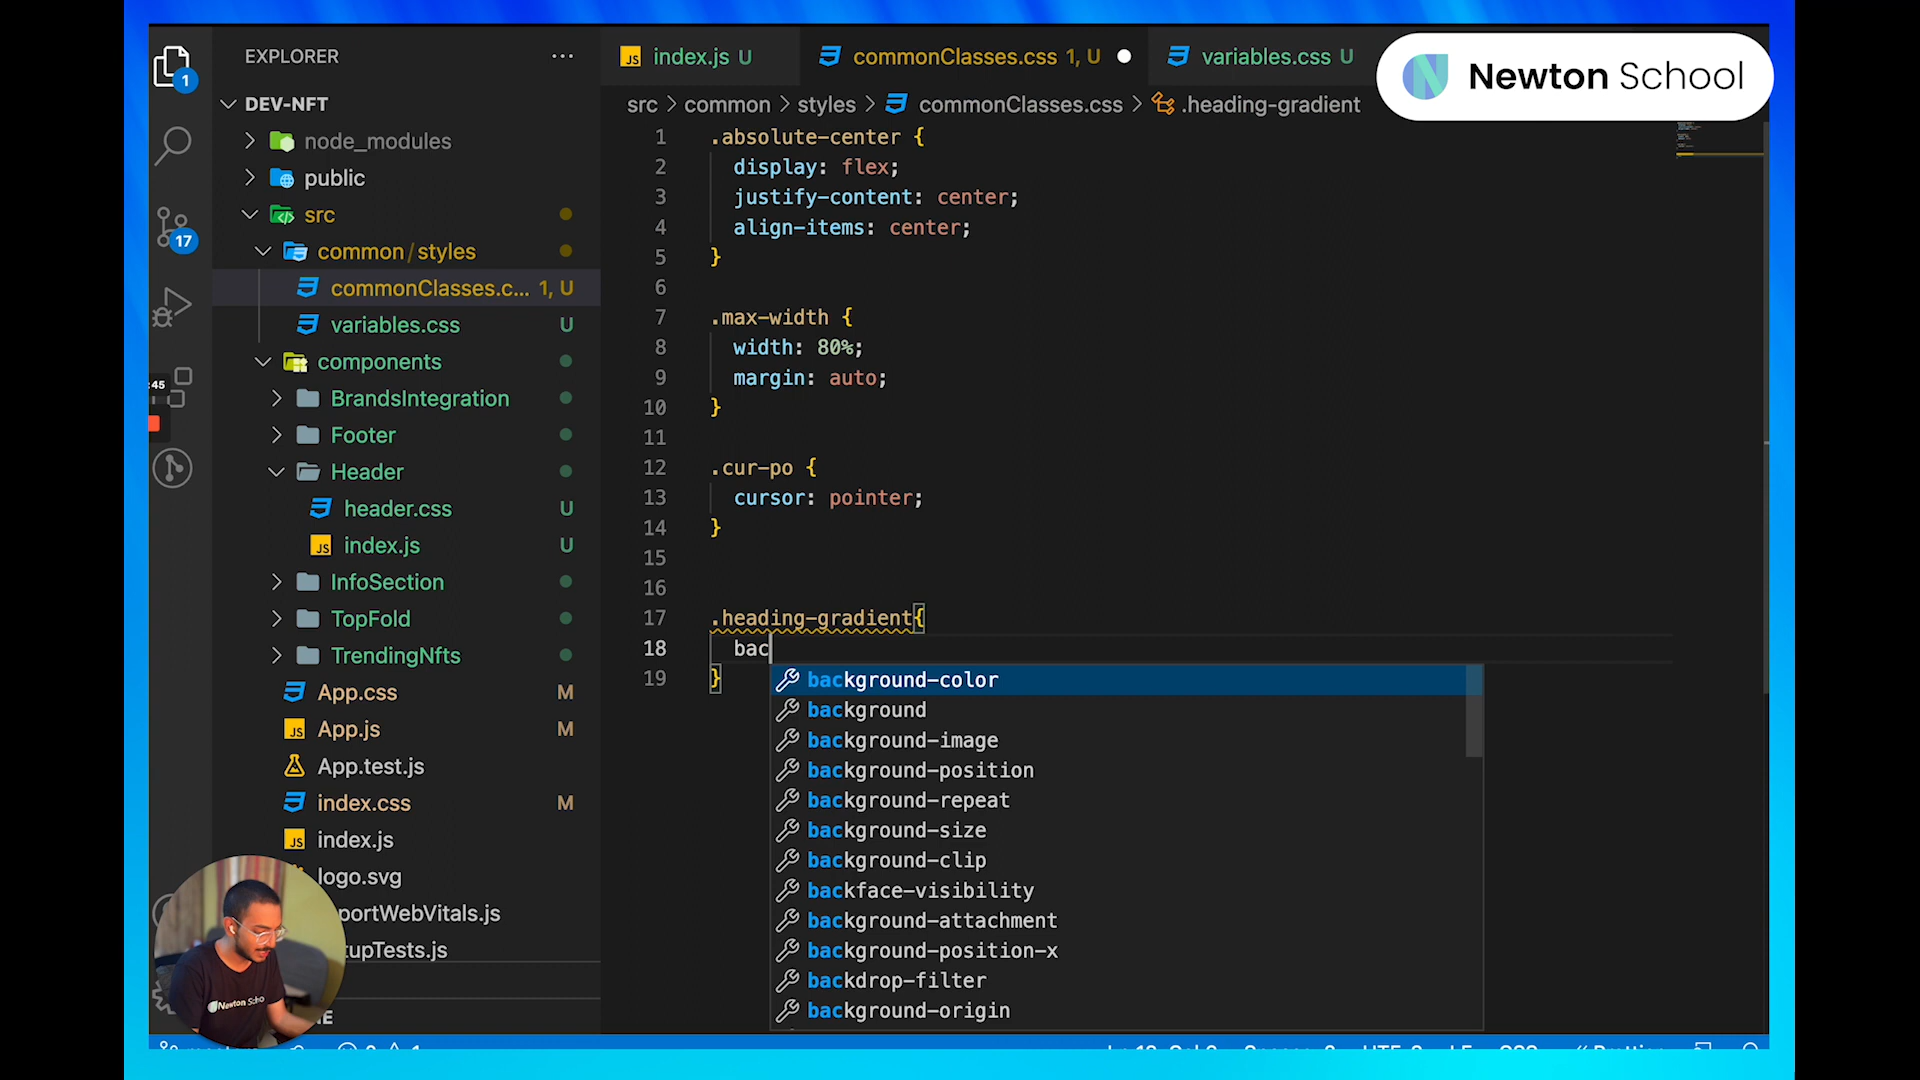 EXPLORER
DEV-NFT
node_modules
public
src
common/styles
commonClasses.c... 1, U
variables.css U
components
BrandsIntegration
Footer
Header
header.css U
index.js U
InfoSection
TopFold
TrendingNfts
App.css M
App.js M
App.test.js
index.css M
index.js
logo.svg
portWebVitals.js
tupTests.js
1
17
:45
index.js U
commonClasses.css 1, U
variables.css U
Newton School
src > common > styles > commonClasses.css > .heading-gradient
1 .absolute-center {
2 display: flex;
3 justify-content: center;
4 align-items: center;
5 }
6
7 .max-width {
8 width: 80%;
9 margin: auto;
10 }
11
12 .cur-po {
13 cursor: pointer;
14 }
15
16
17 .heading-gradient{
18 bac
19 }
background-color
background
background-image
background-position
background-repeat
background-size
background-clip
backface-visibility
background-attachment
background-position-x
backdrop-filter
background-origin